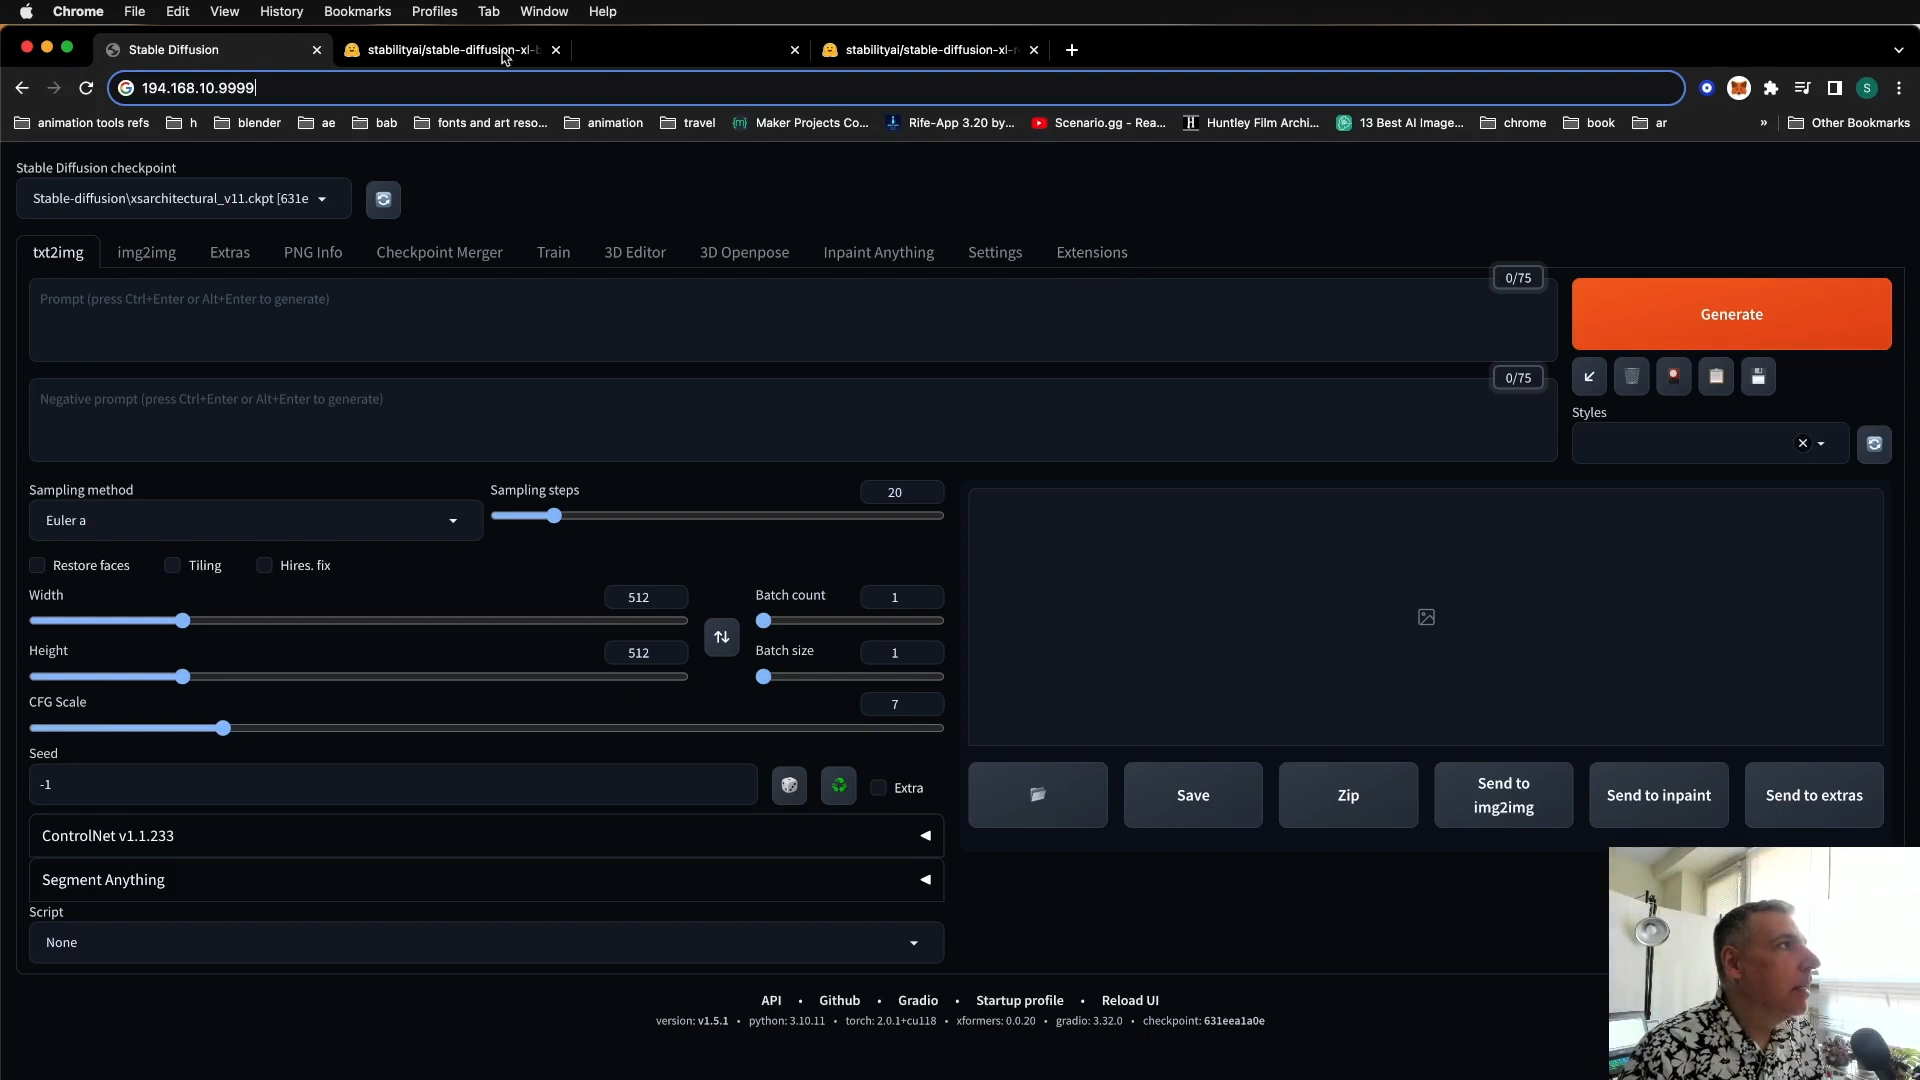 Chrome File Edit View History Bookmarks Profiles Tab Window Help
Stable Diffusion stabilityai/stable-diffusion-xl-b stabilityai/stable-diffusion-xl-r
194.168.10.9999
animation tools refs h blender ae bab fonts and art reso... animation travel Maker Projects Co... Rife-App 3.20 by... Scenario.gg - Rea... Huntley Film Archi... 13 Best AI Image... chrome book ar » Other Bookmarks
Stable Diffusion checkpoint
Stable-diffusion\xsarchitectural_v11.ckpt [631e
txt2img img2img Extras PNG Info Checkpoint Merger Train 3D Editor 3D Openpose Inpaint Anything Settings Extensions
0/75
Prompt (press Ctrl+Enter or Alt+Enter to generate)
Generate
0/75
Negative prompt (press Ctrl+Enter or Alt+Enter to generate)
Styles
Sampling method Sampling steps 20
Euler a
Restore faces Tiling Hires. fix
Width 512 Batch count 1
Height 512 Batch size 1
CFG Scale 7
Seed
-1 Extra
Save Zip Send to img2img Send to inpaint Send to extras
ControlNet v1.1.233
Segment Anything
Script
None
API • Github • Gradio • Startup profile • Reload UI
version: v1.5.1 • python: 3.10.11 • torch: 2.0.1+cu118 • xformers: 0.0.20 • gradio: 3.32.0 • checkpoint: 631eea1a0e